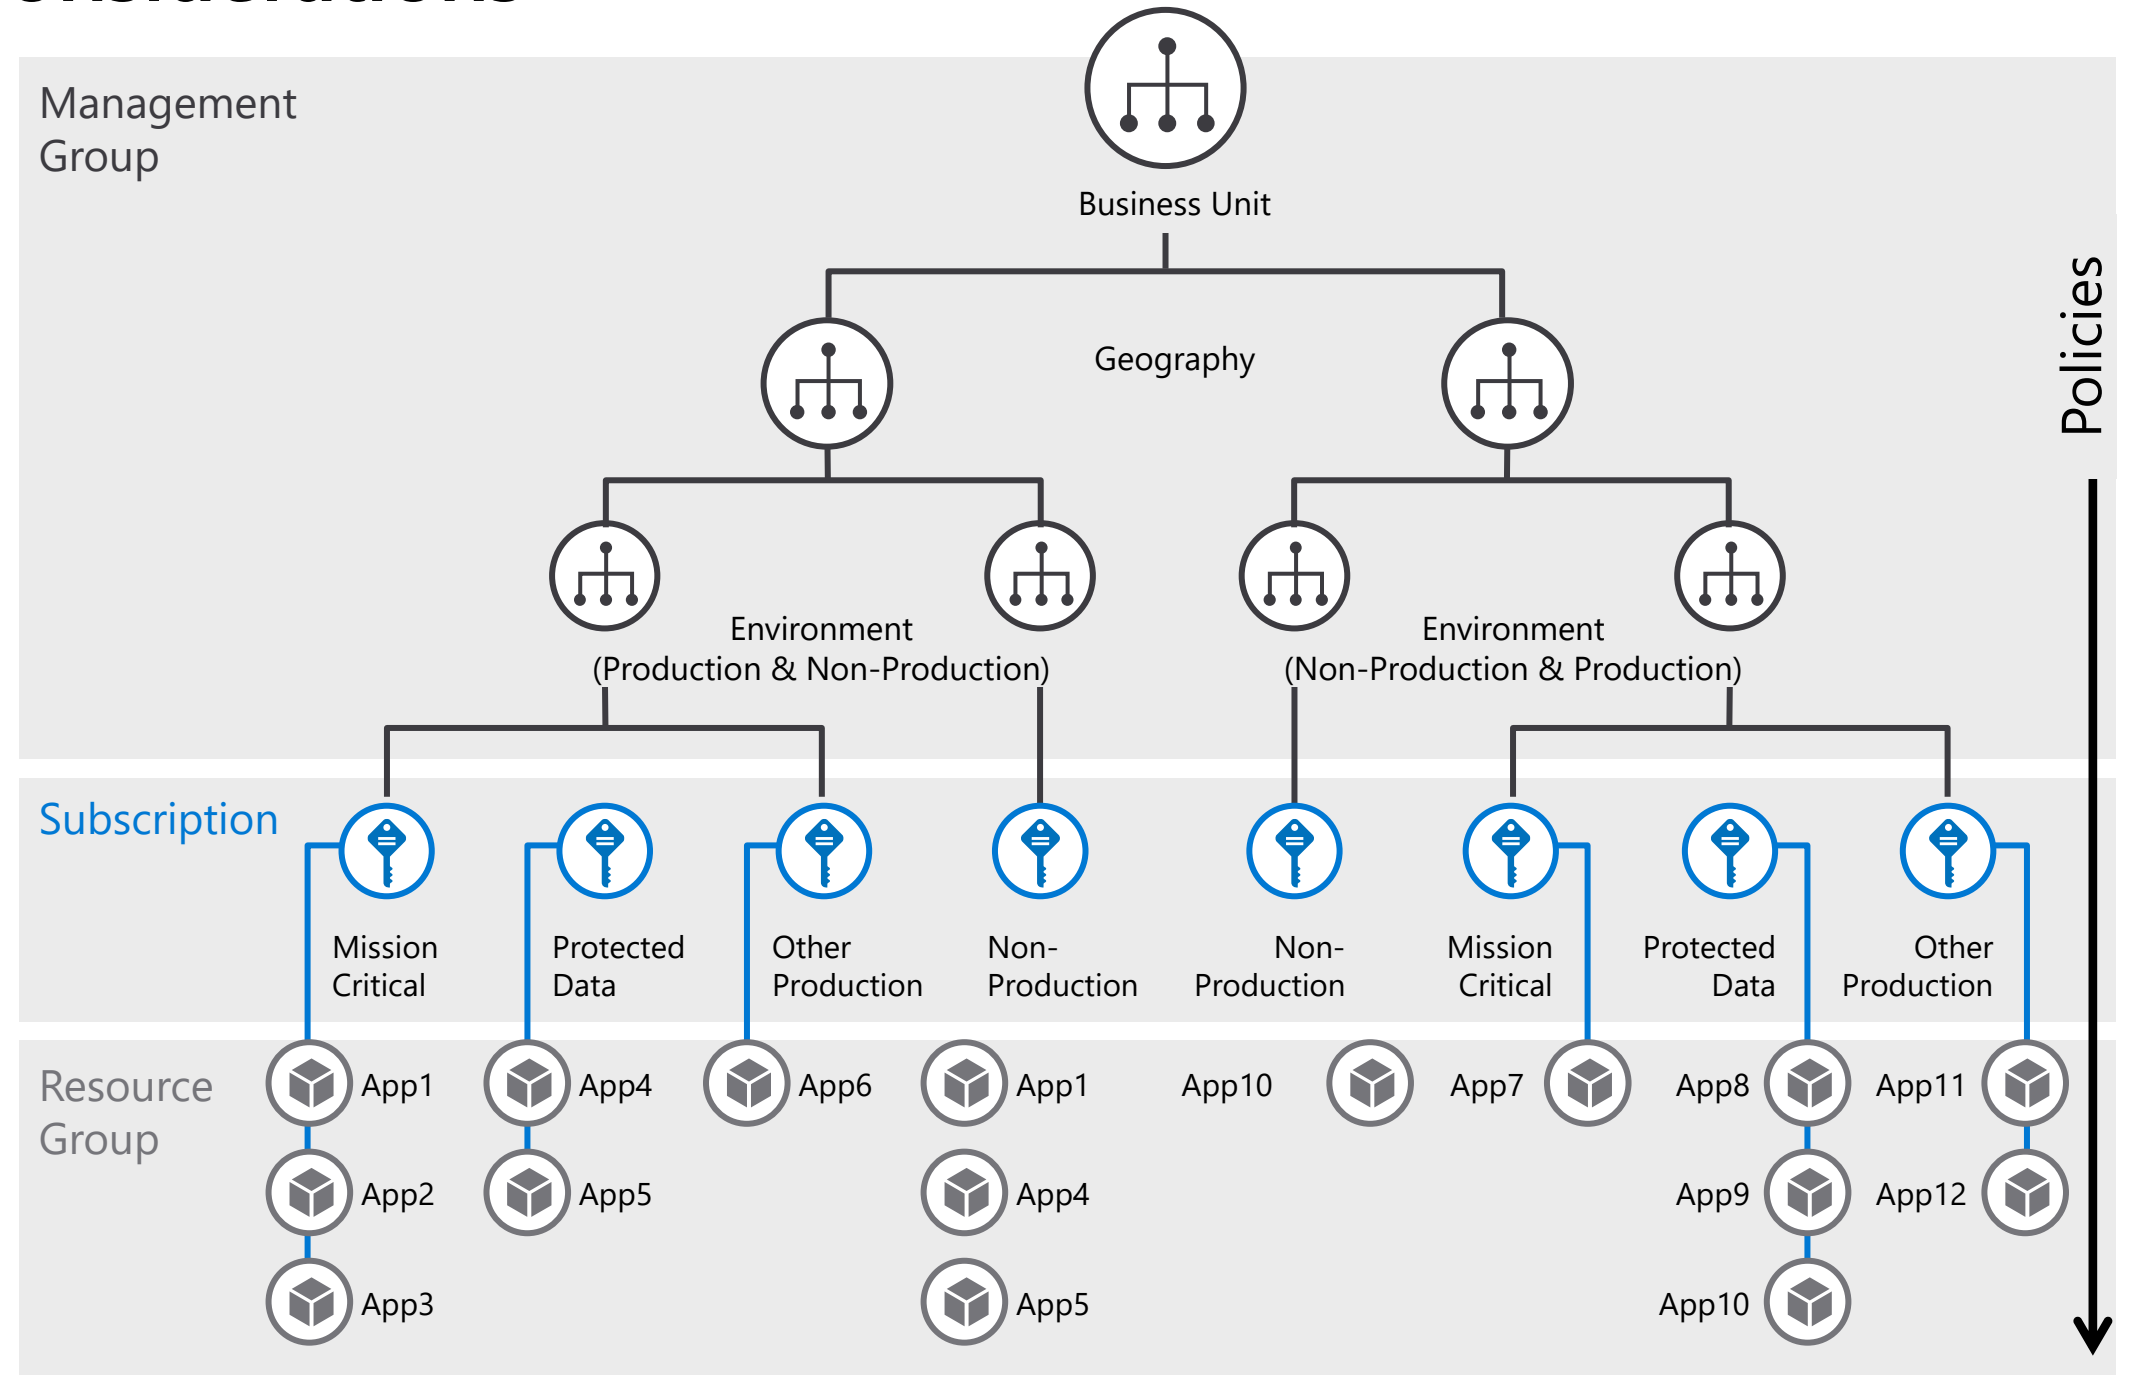 Management
Group
Business Unit
Geography
Policies
Environment
(Production & Non-Production)
Environment
(Non-Production & Production)
Subscription
Mission
Critical
Protected
Data
Other
Production
Non-
Production
Non-
Production
Mission
Critical
Protected
Data
Other
Production
Resource
Group
App1
App4
App6
App1
App10
App7
App8
App11
App2
App5
App4
App9
App12
App3
App5
App10